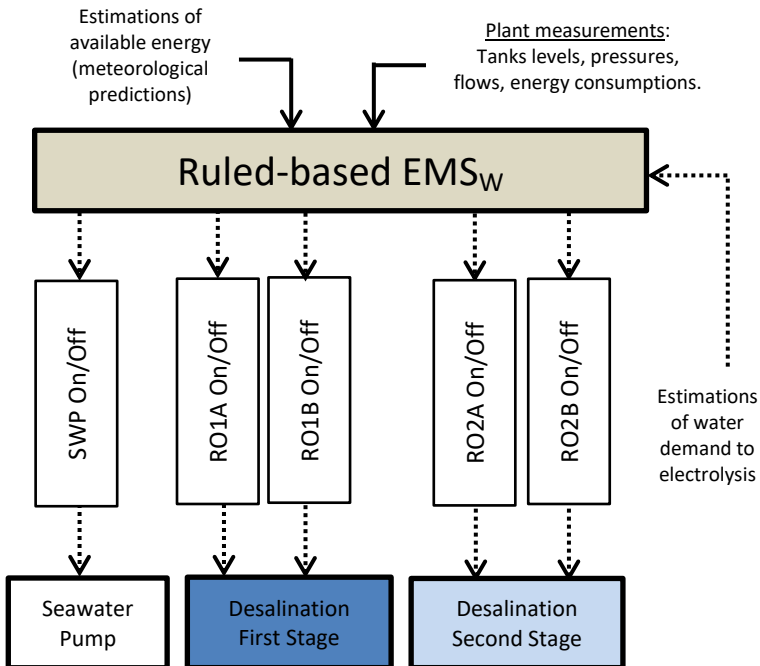 Estimations of
available energy
(meteorological
predictions)
Plant measurements:
Tanks levels, pressures,
flows, energy consumptions.
Ruled-based EMSW
SWP On/Off
RO1A On/Off
RO1B On/Off
RO2A On/Off
RO2B On/Off
Estimations
of water
demand to
electrolysis
Seawater
Pump
Desalination
First Stage
Desalination
Second Stage